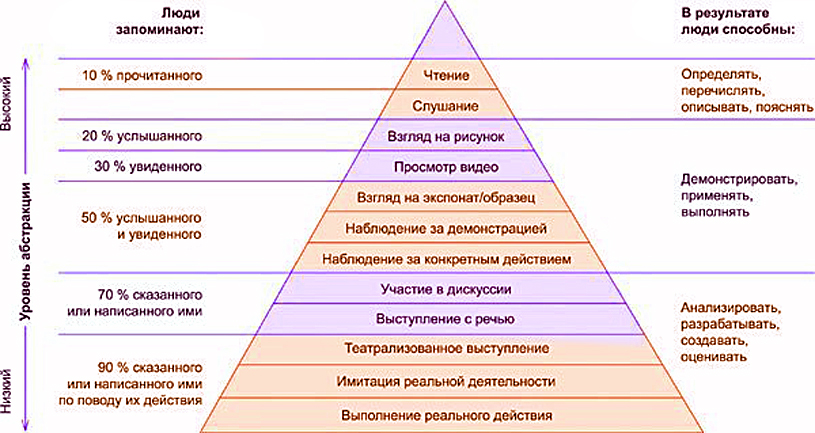 Люди
запоминают:
В результате
люди способны:
Высокий
Уровень абстракции
Низкий
10 % прочитанного
Чтение
Определять,
перечислять,
описывать, пояснять
Слушание
20 % услышанного
Взгляд на рисунок
30 % увиденного
Просмотр видео
Демонстрировать,
применять,
выполнять
50 % услышанного
и увиденного
Взгляд на экспонат/образец
Наблюдение за демонстрацией
Наблюдение за конкретным действием
70 % сказанного
или написанного ими
Участие в дискуссии
Выступление с речью
Анализировать,
разрабатывать,
создавать,
оценивать
90 % сказанного
или написанного ими
по поводу их действия
Театрализованное выступление
Имитация реальной деятельности
Выполнение реального действия